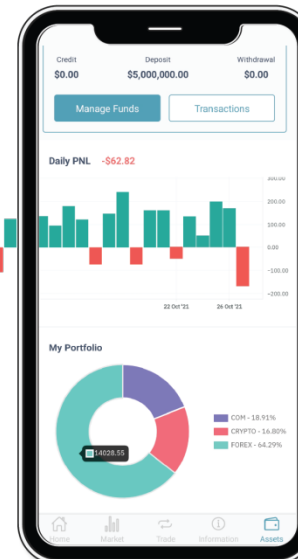 Credit Deposit Withdrawal
$0.00 $5,000,000.00 $0.00
Manage Funds Transactions
Daily PNL -$62.82
300.00
200.00
100.00
0.00
-100.00
-200.00
22 Oct '21 26 Oct '21
My Portfolio
COM - 18.91%
CRYPTO - 16.80%
FOREX - 64.29%
14028.55
Home Market Trade Information Assets